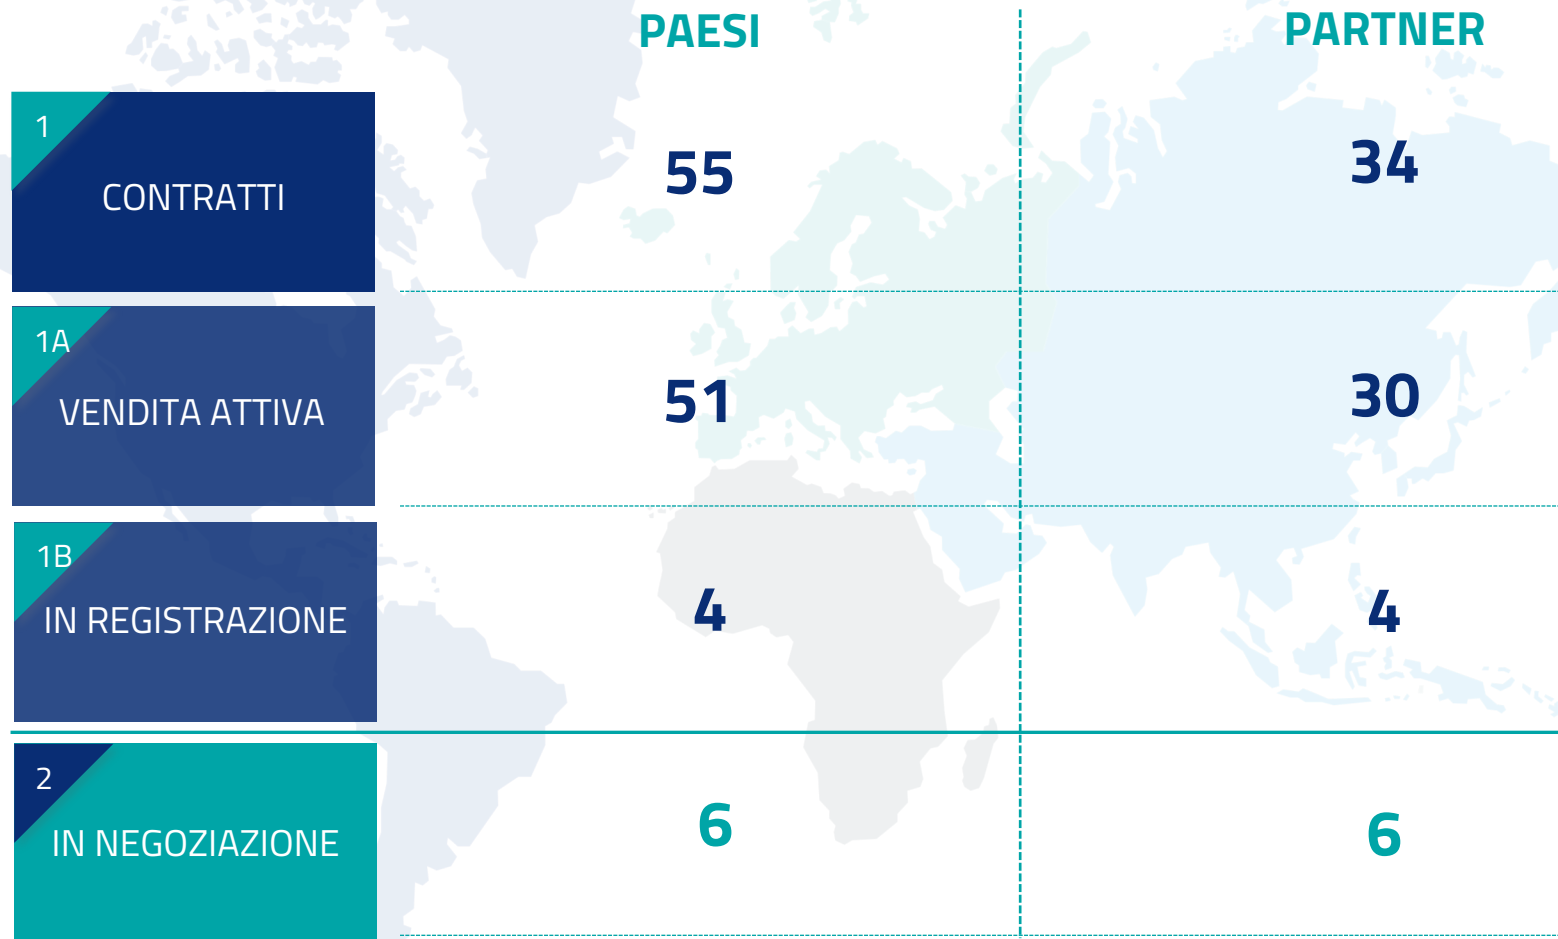 PAESI
PARTNER
1
CONTRATTI
55
34
1A
VENDITA ATTIVA
51
30
1B
IN REGISTRAZIONE
4
4
2
IN NEGOZIAZIONE
6
6